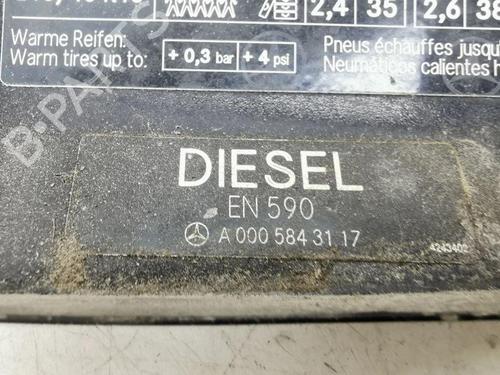 2,4 35 2,6 38
Warme Reifen:
Warm tires up to:
+ 0,3 bar + 4 psi
Pneus échauffés jusqu
Neumáticos calientes h
DIESEL
EN 590
A 000 584 31 17
4243402
B-PARTS